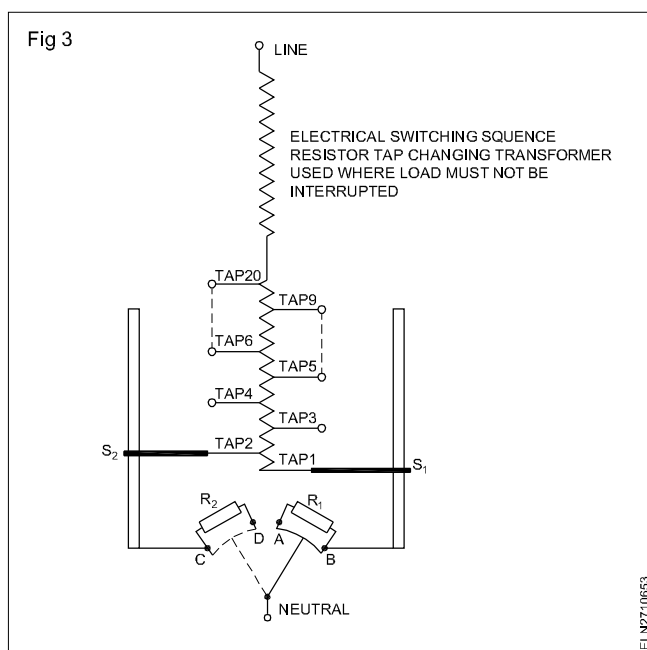 Fig 3
LINE
ELECTRICAL SWITCHING SQUENCE
RESISTOR TAP CHANGING TRANSFORMER
USED WHERE LOAD MUST NOT BE
INTERRUPTED
TAP20
TAP9
TAP6
TAP5
TAP4
TAP3
S2
TAP2
TAP1
S1
R2
R1
D
A
C
B
NEUTRAL
ELN2710653